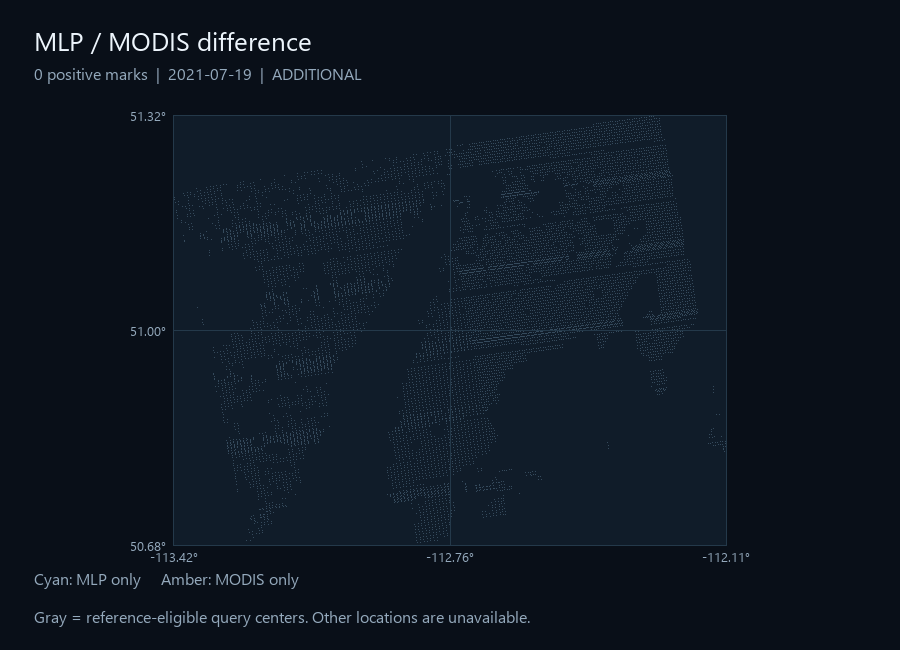 MLP / MODIS difference
0 positive marks | 2021-07-19 | ADDITIONAL
51.32°
51.00°
50.68°
-113.42° -112.76° -112.11°
Cyan: MLP only Amber: MODIS only
Gray = reference-eligible query centers. Other locations are unavailable.